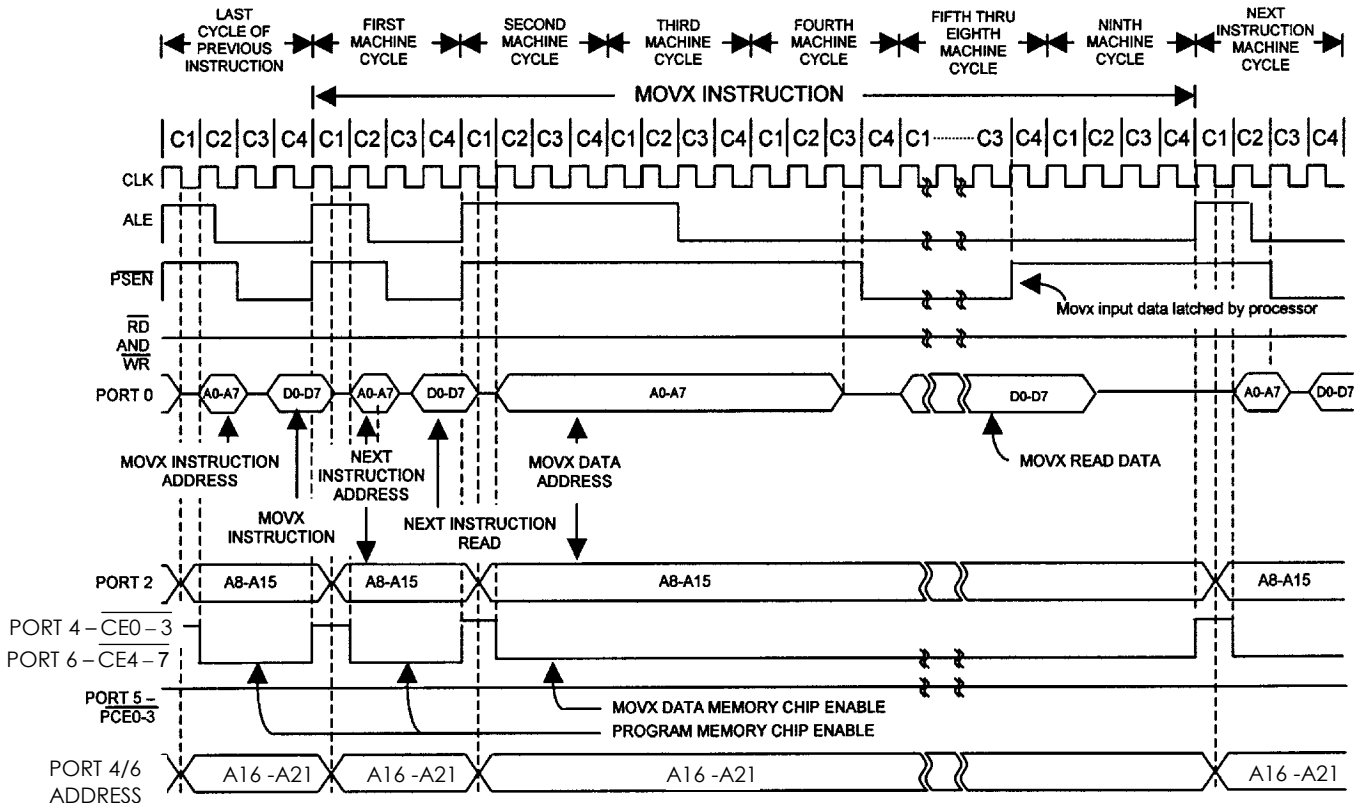 LAST CYCLE OF PREVIOUS INSTRUCTION
FIRST MACHINE CYCLE
SECOND MACHINE CYCLE
THIRD MACHINE CYCLE
FOURTH MACHINE CYCLE
FIFTH THRU EIGHTH MACHINE CYCLE
NINTH MACHINE CYCLE
NEXT INSTRUCTION MACHINE CYCLE
MOVX INSTRUCTION
C1 C2 C3 C4 C1 C2 C3 C4 C1 C2 C3 C4 C1 C2 C3 C4 C1 C2 C3 C4 C1 ......... C3 C4 C1 C2 C3 C4 C1 C2 C3 C4
CLK
ALE
PSEN
Movx input data latched by processor
RD
AND
WR
PORT 0
A0-A7 D0-D7 A0-A7 D0-D7 A0-A7 D0-D7 A0-A7 D0-D7
MOVX INSTRUCTION ADDRESS
NEXT INSTRUCTION ADDRESS
MOVX DATA ADDRESS
MOVX READ DATA
MOVX INSTRUCTION
NEXT INSTRUCTION READ
PORT 2
A8-A15 A8-A15 A8-A15 A8-A15
PORT 4 – CE0 – 3
PORT 6 – CE4 – 7
PORT 5 –
PCE0-3
MOVX DATA MEMORY CHIP ENABLE
PROGRAM MEMORY CHIP ENABLE
PORT 4/6
ADDRESS
A16 -A21 A16 -A21 A16 -A21 A16 -A21